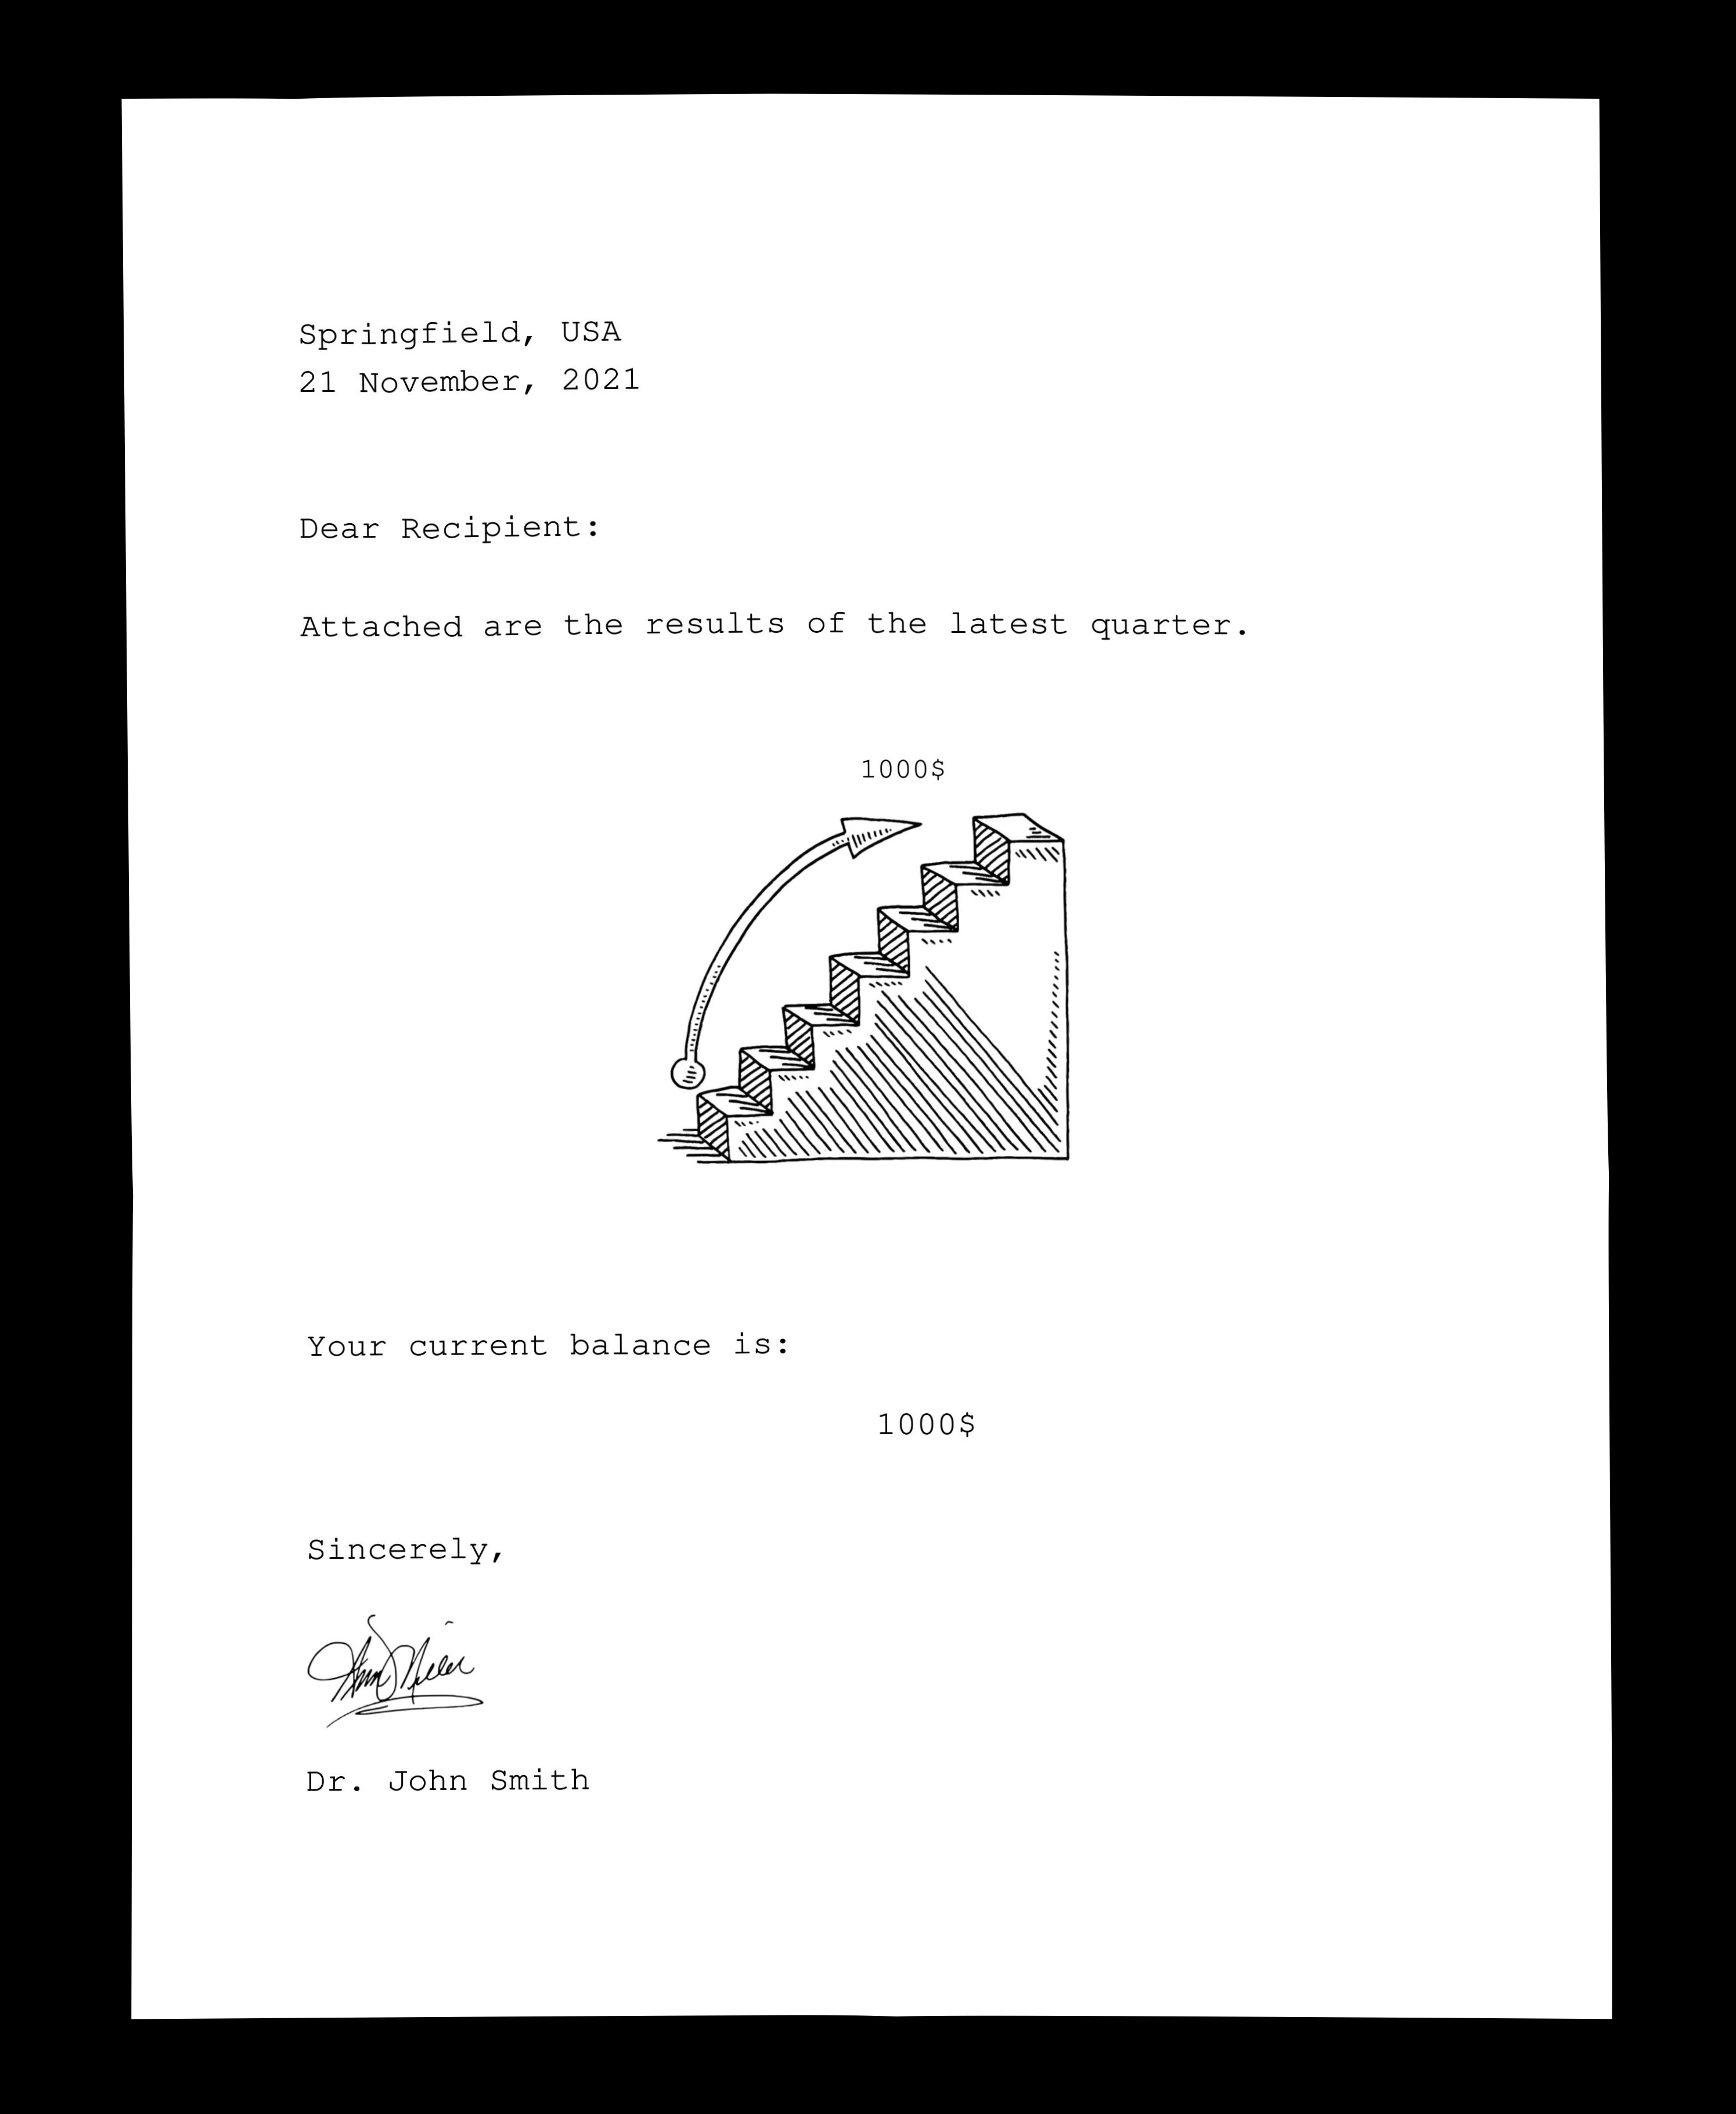 Springfield, USA
21 November, 2021
Dear Recipient:
Attached are the results of the latest quarter.
1000$
Your current balance is:
1000$
Sincerely,
Dr. John Smith